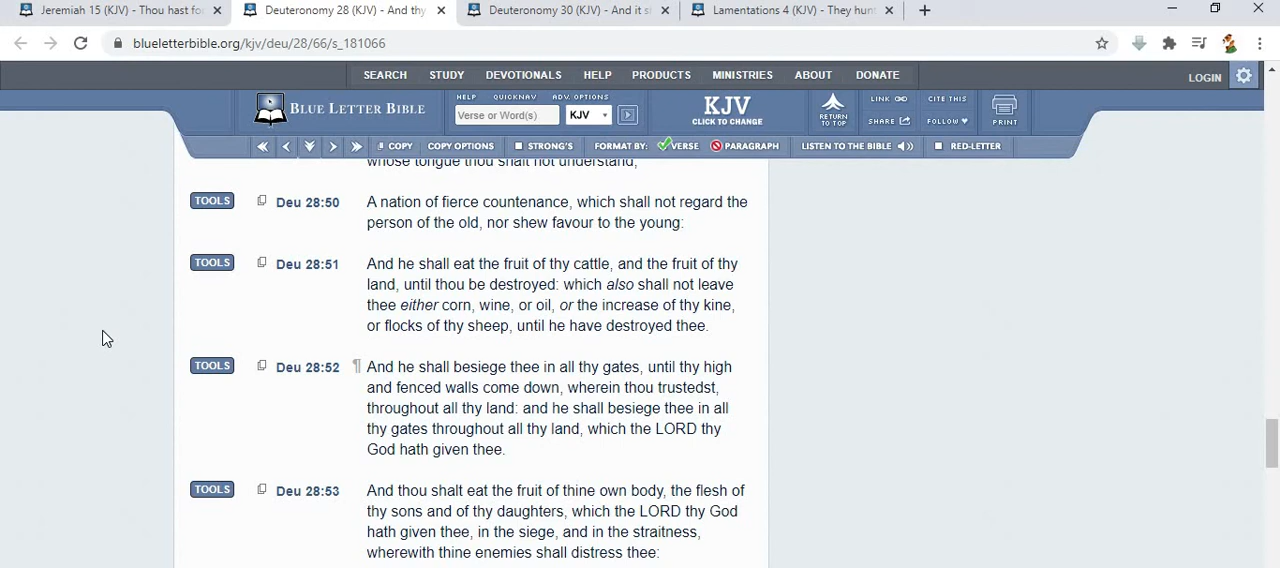 Jeremiah 15 (KJV) - Thou hast fo
Deuteronomy 28 (KJV) - And thy
Deuteronomy 30 (KJV) - And it s
Lamentations 4 (KJV) - They hun
blueletterbible.org/kjv/deu/28/66/s_181066
SEARCH STUDY DEVOTIONALS HELP PRODUCTS MINISTRIES ABOUT DONATE
LOGIN
HELP QUICKNAV ADV. OPTIONS
BLUE LETTER BIBLE
Verse or Word(s) KJV
KJV
CLICK TO CHANGE
RETURN
TO TOP
LINK CITE THIS
SHARE FOLLOW
PRINT
COPY COPY OPTIONS STRONG'S FORMAT BY: VERSE PARAGRAPH LISTEN TO THE BIBLE RED-LETTER
whose tongue thou shalt not understand;
TOOLS Deu 28:50 A nation of fierce countenance, which shall not regard the
person of the old, nor shew favour to the young:
TOOLS Deu 28:51 And he shall eat the fruit of thy cattle, and the fruit of thy
land, until thou be destroyed: which also shall not leave
thee either corn, wine, or oil, or the increase of thy kine,
or flocks of thy sheep, until he have destroyed thee.
TOOLS Deu 28:52 ¶ And he shall besiege thee in all thy gates, until thy high
and fenced walls come down, wherein thou trustedst,
throughout all thy land: and he shall besiege thee in all
thy gates throughout all thy land, which the LORD thy
God hath given thee.
TOOLS Deu 28:53 And thou shalt eat the fruit of thine own body, the flesh of
thy sons and of thy daughters, which the LORD thy God
hath given thee, in the siege, and in the straitness,
wherewith thine enemies shall distress thee: